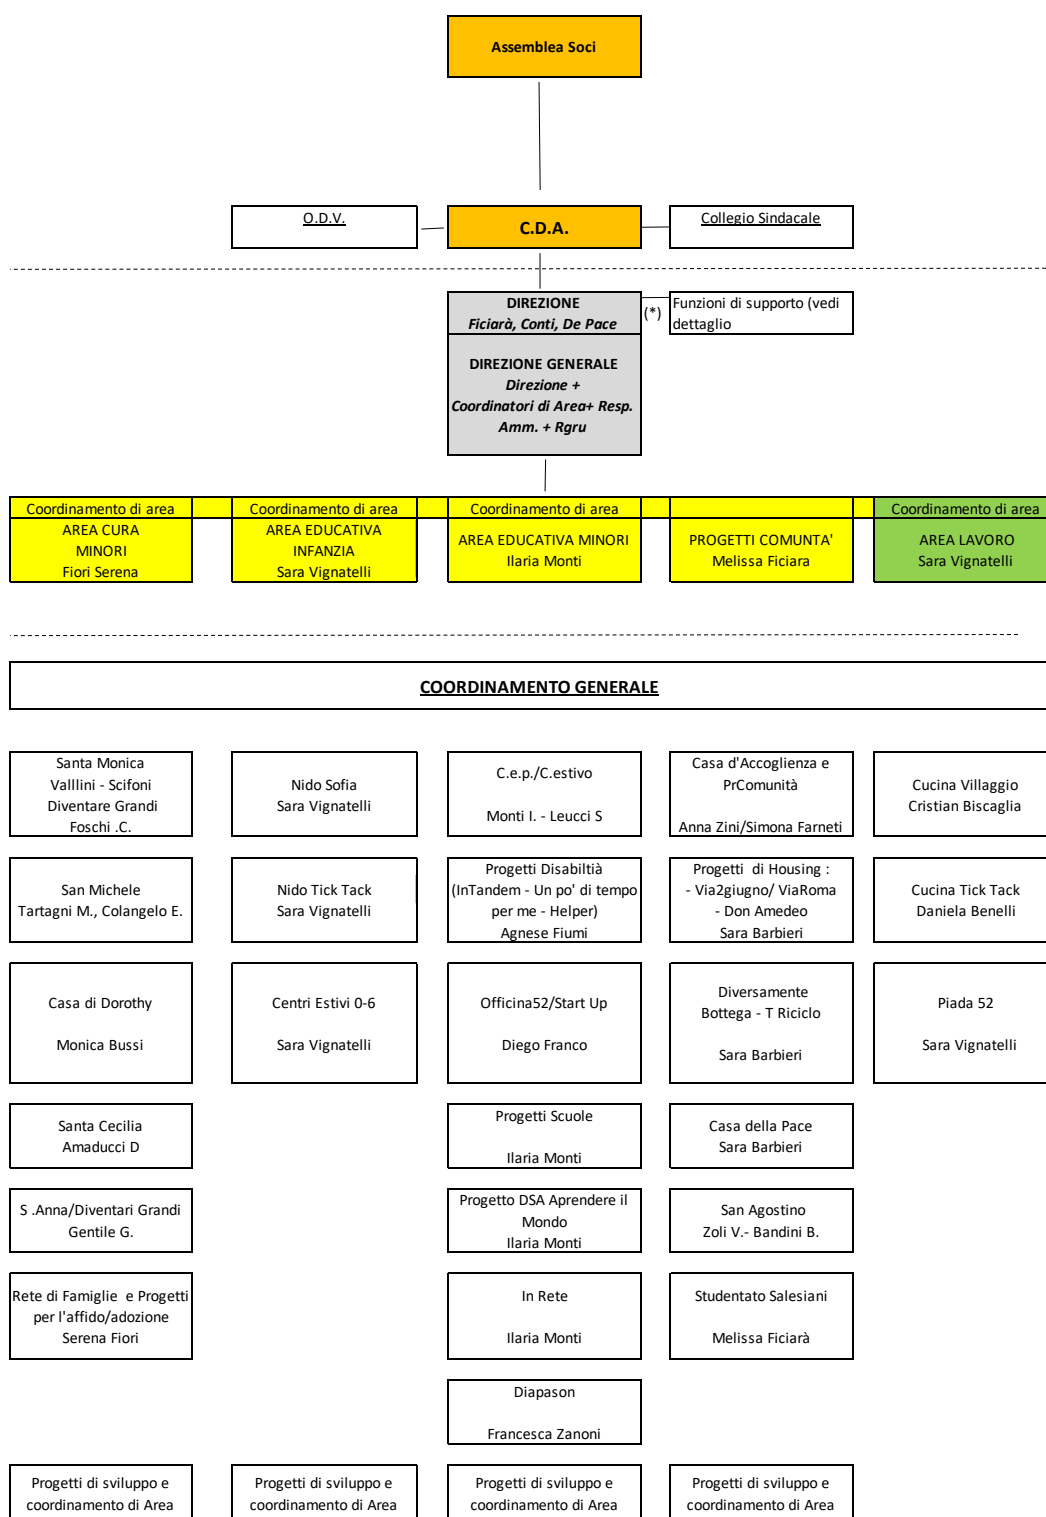 Assemblea Soci
O.D.V.
C.D.A.
Collegio Sindacale
DIREZIONE
Ficiarà, Conti, De Pace
(*)
Funzioni di supporto (vedi
dettaglio
DIREZIONE GENERALE
Direzione +
Coordinatori di Area+ Resp.
Amm. + Rgru
Coordinamento di area
AREA CURA
MINORI
Fiori Serena
Coordinamento di area
AREA EDUCATIVA
INFANZIA
Sara Vignatelli
Coordinamento di area
AREA EDUCATIVA MINORI
Ilaria Monti
PROGETTI COMUNTA'
Melissa Ficiara
Coordinamento di area
AREA LAVORO
Sara Vignatelli
COORDINAMENTO GENERALE
Santa Monica
Valllini - Scifoni
Diventare Grandi
Foschi .C.
Nido Sofia
Sara Vignatelli
C.e.p./C.estivo
Monti I. - Leucci S
Casa d'Accoglienza e
PrComunità
Anna Zini/Simona Farneti
Cucina Villaggio
Cristian Biscaglia
San Michele
Tartagni M., Colangelo E.
Nido Tick Tack
Sara Vignatelli
Progetti Disabiltià
(InTandem - Un po' di tempo
per me - Helper)
Agnese Fiumi
Progetti  di Housing :
- Via2giugno/ ViaRoma
- Don Amedeo
Sara Barbieri
Cucina Tick Tack
Daniela Benelli
Casa di Dorothy
Monica Bussi
Centri Estivi 0-6
Sara Vignatelli
Officina52/Start Up
Diego Franco
Diversamente
Bottega - T Riciclo
Sara Barbieri
Piada 52
Sara Vignatelli
Santa Cecilia
Amaducci D
Progetti Scuole
Ilaria Monti
Casa della Pace
Sara Barbieri
S .Anna/Diventari Grandi
Gentile G.
Progetto DSA Aprendere il
Mondo
Ilaria Monti
San Agostino
Zoli V.- Bandini B.
Rete di Famiglie  e Progetti
per l'affido/adozione
Serena Fiori
In Rete
Ilaria Monti
Studentato Salesiani
Melissa Ficiarà
Diapason
Francesca Zanoni
Progetti di sviluppo e
coordinamento di Area
Progetti di sviluppo e
coordinamento di Area
Progetti di sviluppo e
coordinamento di Area
Progetti di sviluppo e
coordinamento di Area